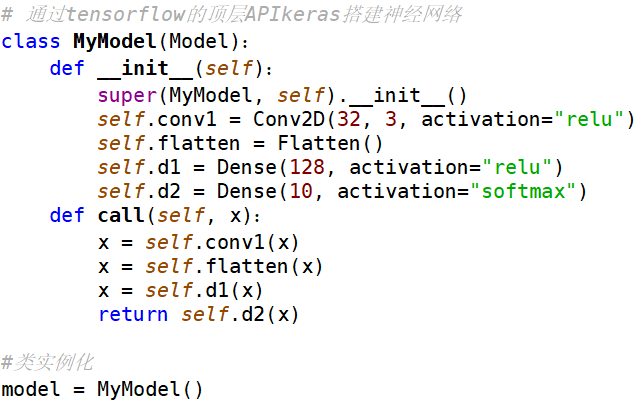 # 通过tensorflow的顶层APIkeras搭建神经网络
class MyModel(Model):
    def __init__(self):
        super(MyModel, self).__init__()
        self.conv1 = Conv2D(32, 3, activation="relu")
        self.flatten = Flatten()
        self.d1 = Dense(128, activation="relu")
        self.d2 = Dense(10, activation="softmax")
    def call(self, x):
        x = self.conv1(x)
        x = self.flatten(x)
        x = self.d1(x)
        return self.d2(x)
#类实例化
model = MyModel()